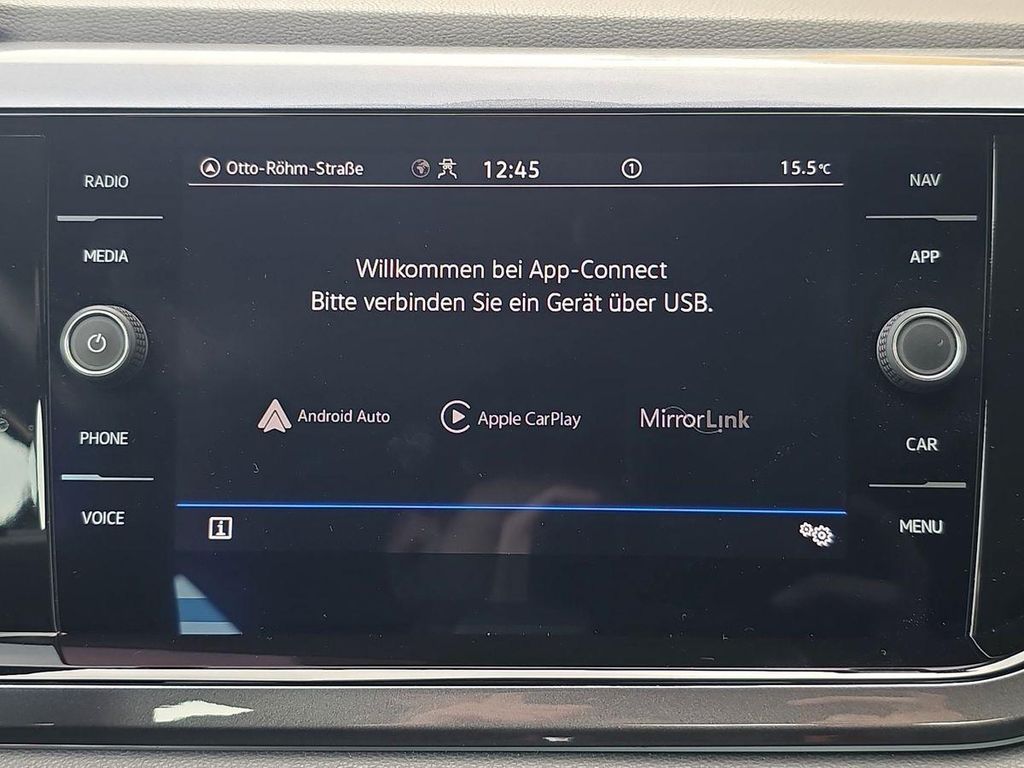 RADIO
MEDIA
PHONE
VOICE
Otto-Röhm-Straße 12:45 1 15.5°C
Willkommen bei App-Connect
Bitte verbinden Sie ein Gerät über USB.
Android Auto Apple CarPlay MirrorLink
i
NAV
APP
CAR
MENU